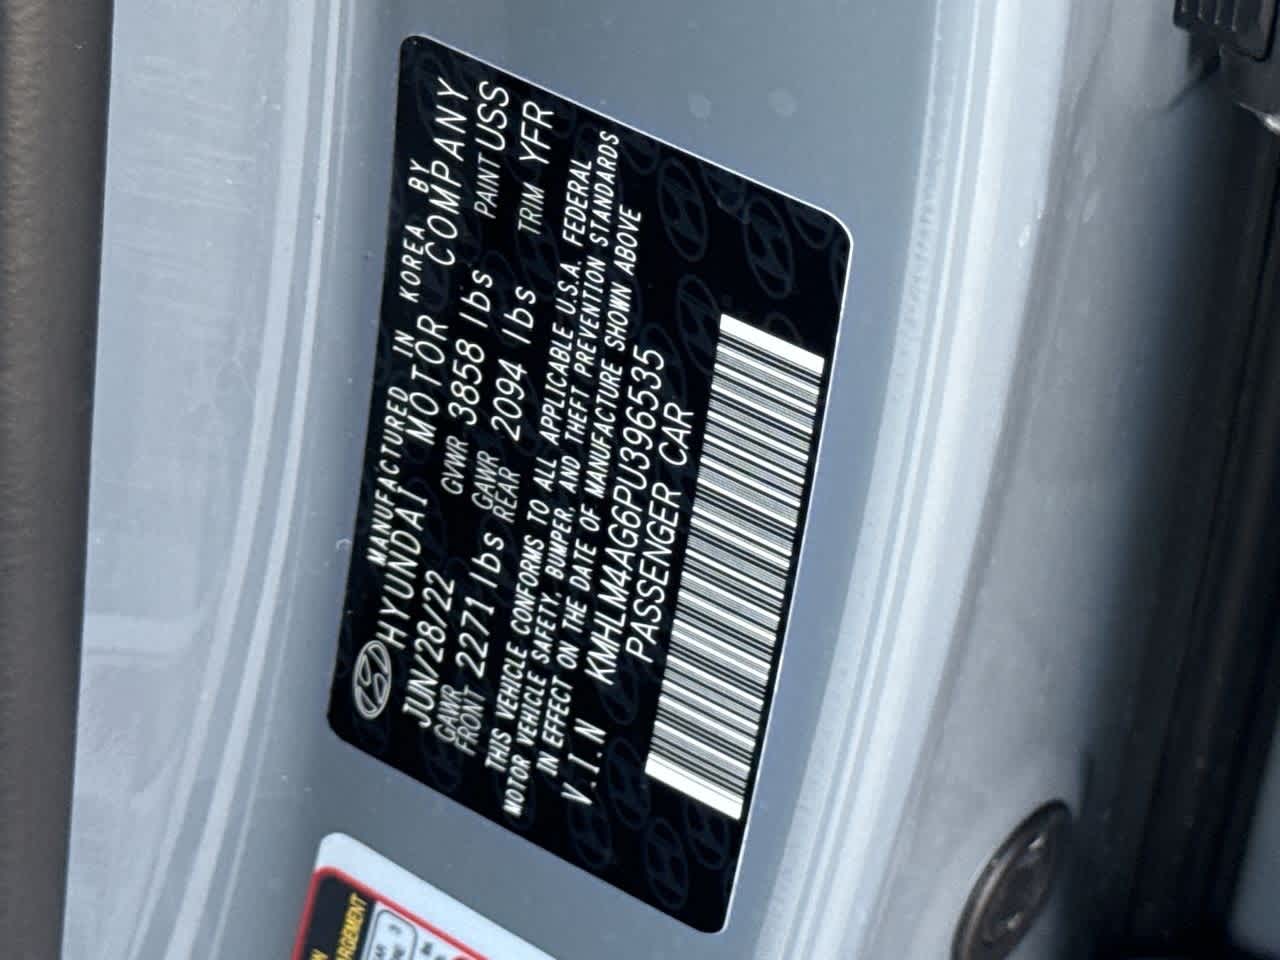 MANUFACTURED IN KOREA BY
HYUNDAI MOTOR COMPANY
JUN/28/22 GVWR 3858 lbs PAINT USS
GAWR FRONT 2271 lbs GAWR REAR 2094 lbs TRIM YFR
THIS VEHICLE CONFORMS TO ALL APPLICABLE U.S.A. FEDERAL
MOTOR VEHICLE SAFETY, BUMPER, AND THEFT PREVENTION STANDARDS
IN EFFECT ON THE DATE OF MANUFACTURE SHOWN ABOVE
V.I.N KMHLM4AG6PU396535
PASSENGER CAR